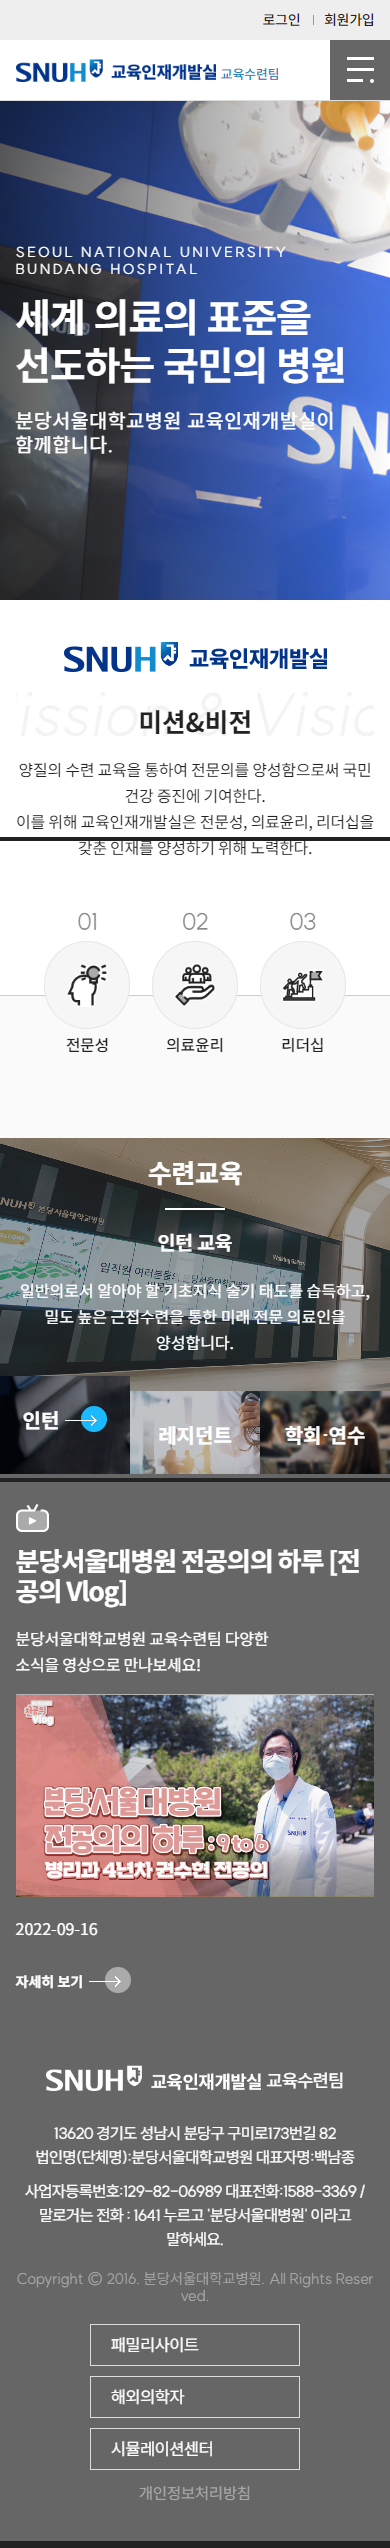 로그인 회원가입
SNUH 교육인재개발실 교육수련팀
SEOUL NATIONAL UNIVERSITY
BUNDANG HOSPITAL
세계 의료의 표준을
선도하는 국민의 병원
분당서울대학교병원 교육인재개발실이
함께합니다.
SN
SNUH 교육인재개발실
ission & Visio
미션&비전
양질의 수련 교육을 통하여 전문의를 양성함으로써 국민
건강 증진에 기여한다.
이를 위해 교육인재개발실은 전문성, 의료윤리, 리더십을
갖춘 인재를 양성하기 위해 노력한다.
01 02 03
전문성 의료윤리 리더십
수련교육
SNUH 분당서울대학교병원
인턴 교육
일반의로서 알아야 할 기초지식 술기 태도를 습득하고,
밀도 높은 근접수련을 통한 미래 전문 의료인을
양성합니다.
인턴 레지던트 학회·연수
분당서울대병원 전공의의 하루 [전
공의 Vlog]
분당서울대학교병원 교육수련팀 다양한
소식을 영상으로 만나보세요!
Vlog
분당서울대병원
전공의의 하루:9to6
병리과 4년차 권수현 전공의
SNUH
2022-09-16
자세히 보기
SNUH 교육인재개발실 교육수련팀
13620 경기도 성남시 분당구 구미로173번길 82
법인명(단체명):분당서울대학교병원 대표자명:백남종
사업자등록번호:129-82-06989 대표전화:1588-3369 /
말로거는 전화 : 1641 누르고 '분당서울대병원' 이라고
말하세요.
Copyright © 2016. 분당서울대학교병원. All Rights Reser
ved.
패밀리사이트
해외의학자
시뮬레이션센터
개인정보처리방침